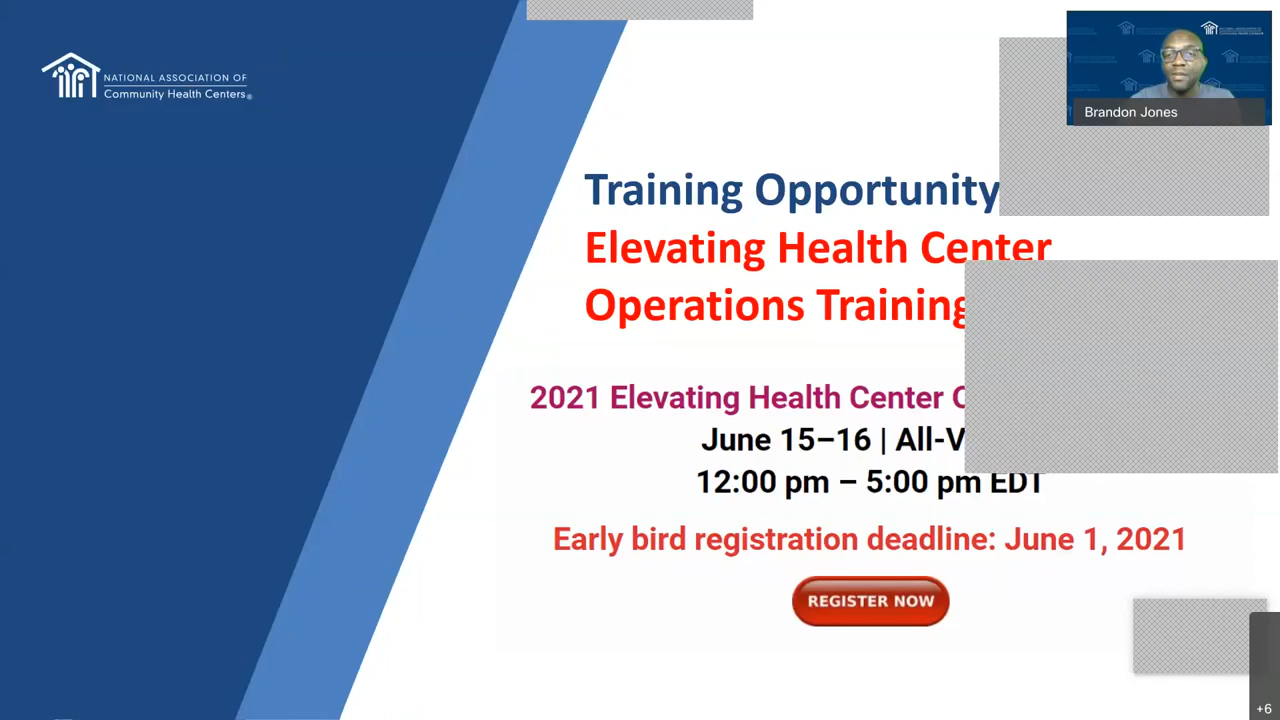 NATIONAL ASSOCIATION OF
Community Health Centers®
Brandon Jones
Training Opportunity
Elevating Health Center
Operations Training
2021 Elevating Health Center
June 15–16 | All-V
12:00 pm – 5:00 pm EDT
Early bird registration deadline: June 1, 2021
REGISTER NOW
+6